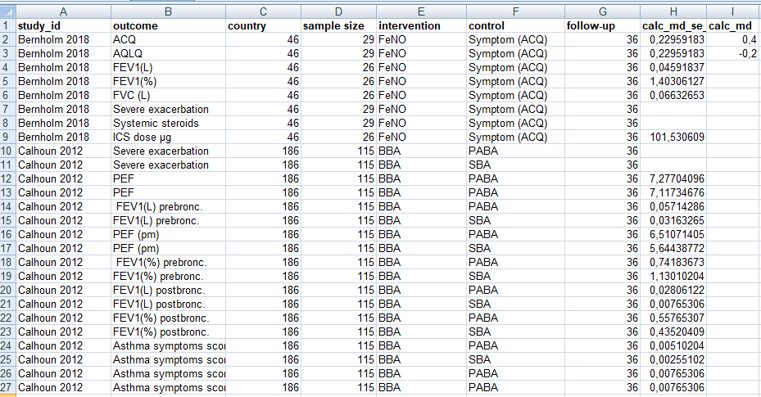 A B C D E F G H I
1 study_id outcome country sample size intervention control follow-up calc_md_se_ calc_md
2 Bernholm 2018 ACQ 46 29 FeNO Symptom (ACQ) 36 0,22959183 0,4
3 Bernholm 2018 AQLQ 46 29 FeNO Symptom (ACQ) 36 0,22959183 -0,2
4 Bernholm 2018 FEV1(L) 46 26 FeNO Symptom (ACQ) 36 0,04591837
5 Bernholm 2018 FEV1(%) 46 26 FeNO Symptom (ACQ) 36 1,40306127
6 Bernholm 2018 FVC (L) 46 26 FeNO Symptom (ACQ) 36 0,06632653
7 Bernholm 2018 Severe exacerbation 46 29 FeNO Symptom (ACQ) 36
8 Bernholm 2018 Systemic steroids 46 29 FeNO Symptom (ACQ) 36
9 Bernholm 2018 ICS dose µg 46 26 FeNO Symptom (ACQ) 36 101,530609
10 Calhoun 2012 Severe exacerbation 186 115 BBA PABA 36
11 Calhoun 2012 Severe exacerbation 186 115 BBA SBA 36
12 Calhoun 2012 PEF 186 115 BBA PABA 36 7,27704096
13 Calhoun 2012 PEF 186 115 BBA PABA 36 7,11734676
14 Calhoun 2012 FEV1(L) prebronc. 186 115 BBA PABA 36 0,05714286
15 Calhoun 2012 FEV1(L) prebronc. 186 115 BBA SBA 36 0,03163265
16 Calhoun 2012 PEF (pm) 186 115 BBA PABA 36 6,51071405
17 Calhoun 2012 PEF (pm) 186 115 BBA SBA 36 5,64438772
18 Calhoun 2012 FEV1(%) prebronc. 186 115 BBA PABA 36 0,74183673
19 Calhoun 2012 FEV1(%) prebronc. 186 115 BBA SBA 36 1,13010204
20 Calhoun 2012 FEV1(L) postbronc. 186 115 BBA PABA 36 0,02806122
21 Calhoun 2012 FEV1(L) postbronc. 186 115 BBA SBA 36 0,00765306
22 Calhoun 2012 FEV1(%) postbronc. 186 115 BBA PABA 36 0,55765307
23 Calhoun 2012 FEV1(%) postbronc. 186 115 BBA SBA 36 0,43520409
24 Calhoun 2012 Asthma symptoms scor 186 115 BBA PABA 36 0,00510204
25 Calhoun 2012 Asthma symptoms scor 186 115 BBA SBA 36 0,00255102
26 Calhoun 2012 Asthma symptoms scor 186 115 BBA PABA 36 0,00765306
27 Calhoun 2012 Asthma symptoms scor 186 115 BBA PABA 36 0,00765306